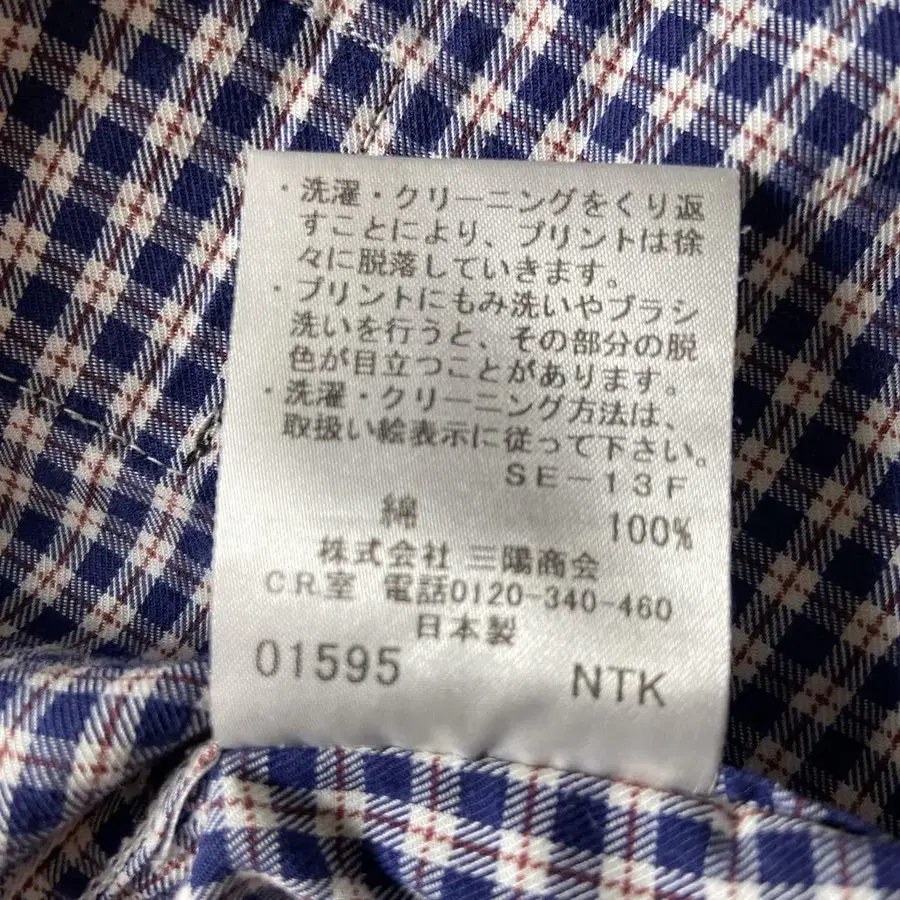 ・洗濯・クリーニングをくり返
すことにより、プリントは徐
々に脱落していきます。
・プリントにもみ洗いやブラシ
洗いを行うと、その部分の脱
色が目立つことがあります。
・洗濯・クリーニング方法は、
取扱い絵表示に従って下さい。
SE-13F
綿 100%
株式会社 三陽商会
C.R.室 電話0120-340-460
日本製
01595 NTK